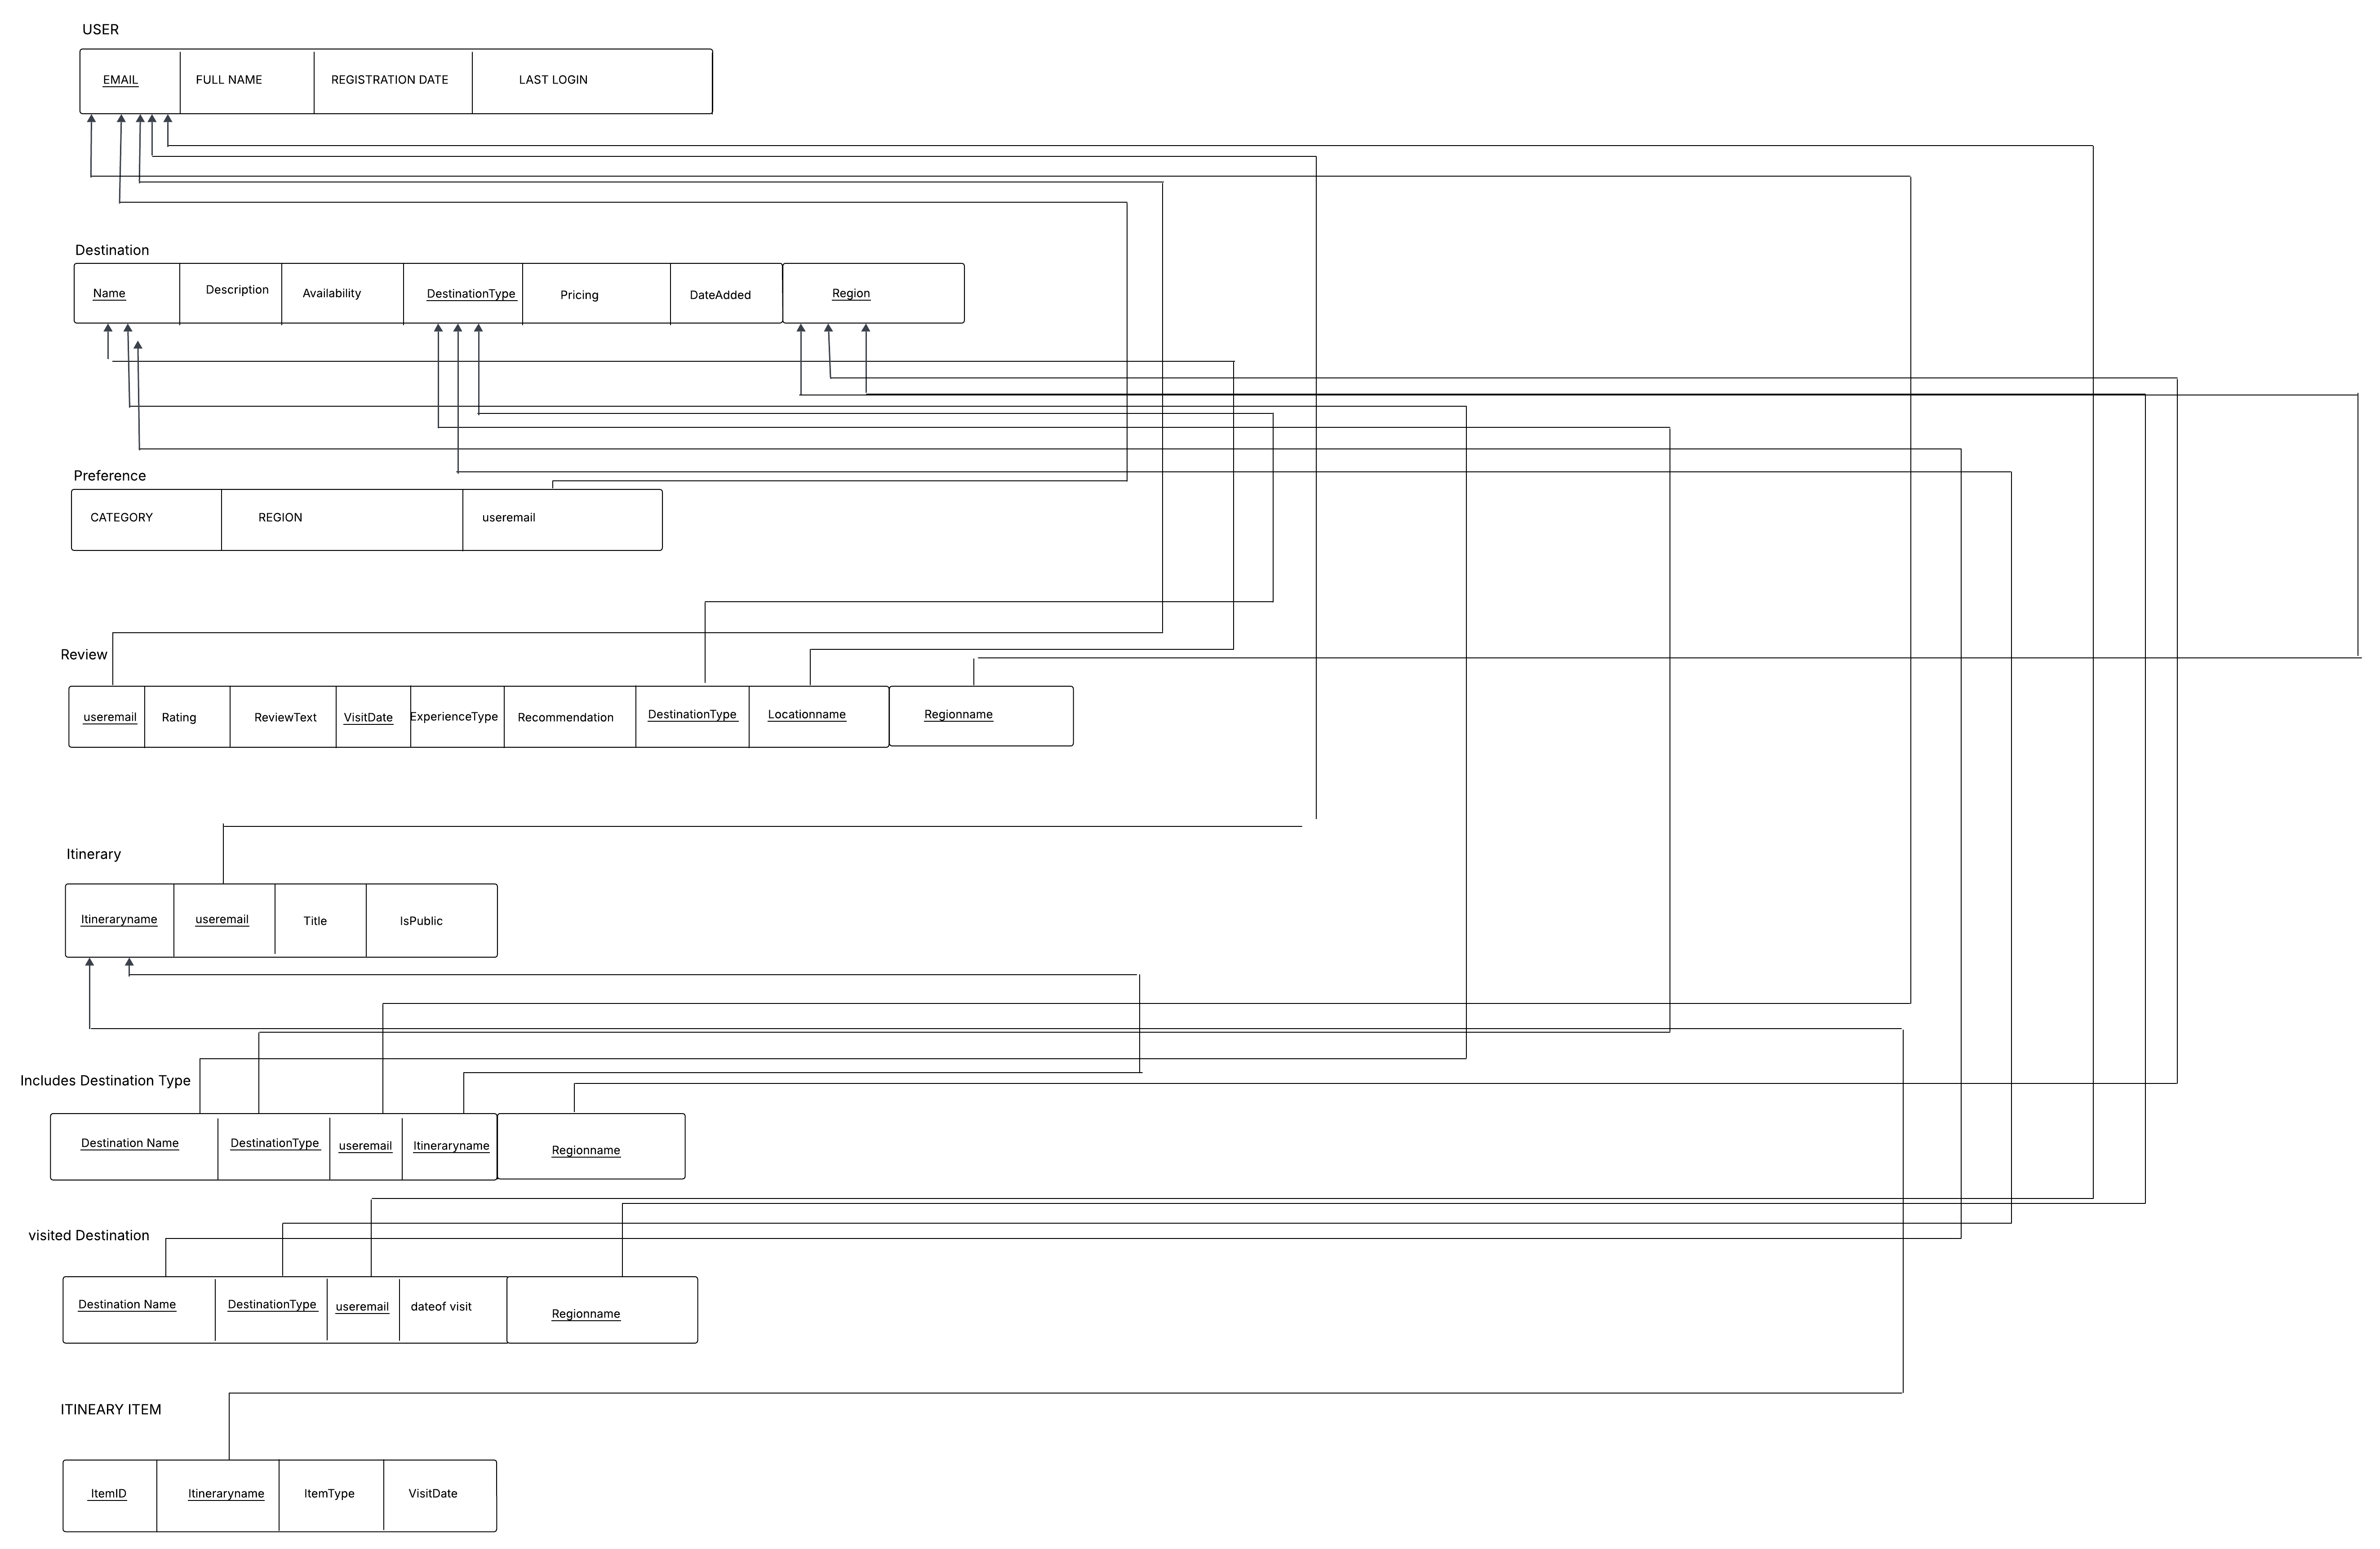 USER
EMAIL FULL NAME REGISTRATION DATE LAST LOGIN
Destination
Name Description Availability DestinationType Pricing DateAdded Region
Preference
CATEGORY REGION useremail
Review
useremail Rating ReviewText VisitDate ExperienceType Recommendation DestinationType Locationname Regionname
Itinerary
Itineraryname useremail Title IsPublic
Includes Destination Type
Destination Name DestinationType useremail Itineraryname Regionname
visited Destination
Destination Name DestinationType useremail dateof visit Regionname
ITINEARY ITEM
ItemID Itineraryname ItemType VisitDate